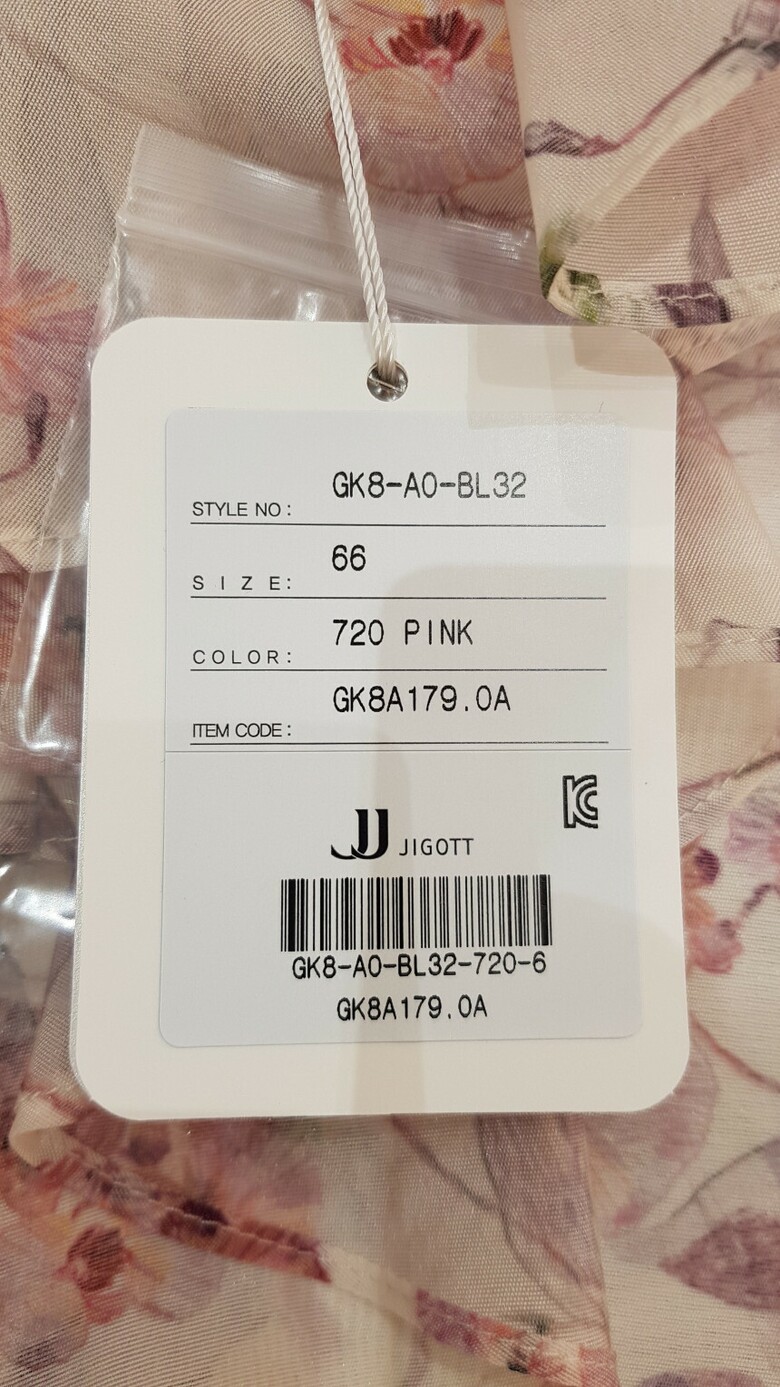 STYLE NO: GK8-A0-BL32
SIZE: 66
COLOR: 720 PINK
ITEM CODE: GK8A179.0A
JJ JIGOTT
GK8-A0-BL32-720-6
GK8A179.0A